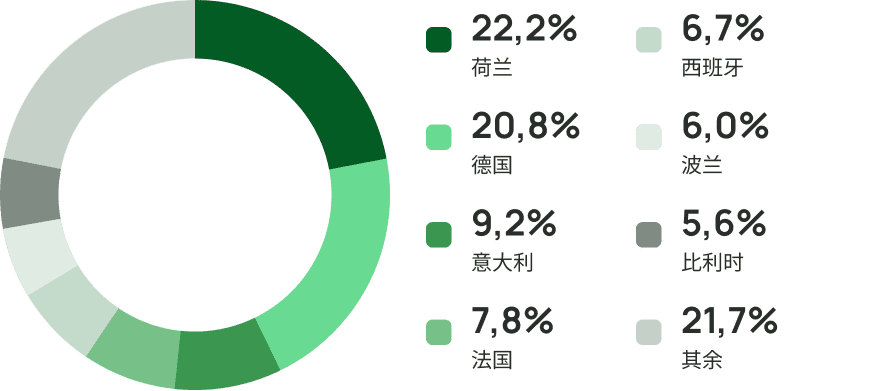 22,2%
荷兰
20,8%
德国
9,2%
意大利
7,8%
法国
6,7%
西班牙
6,0%
波兰
5,6%
比利时
21,7%
其余